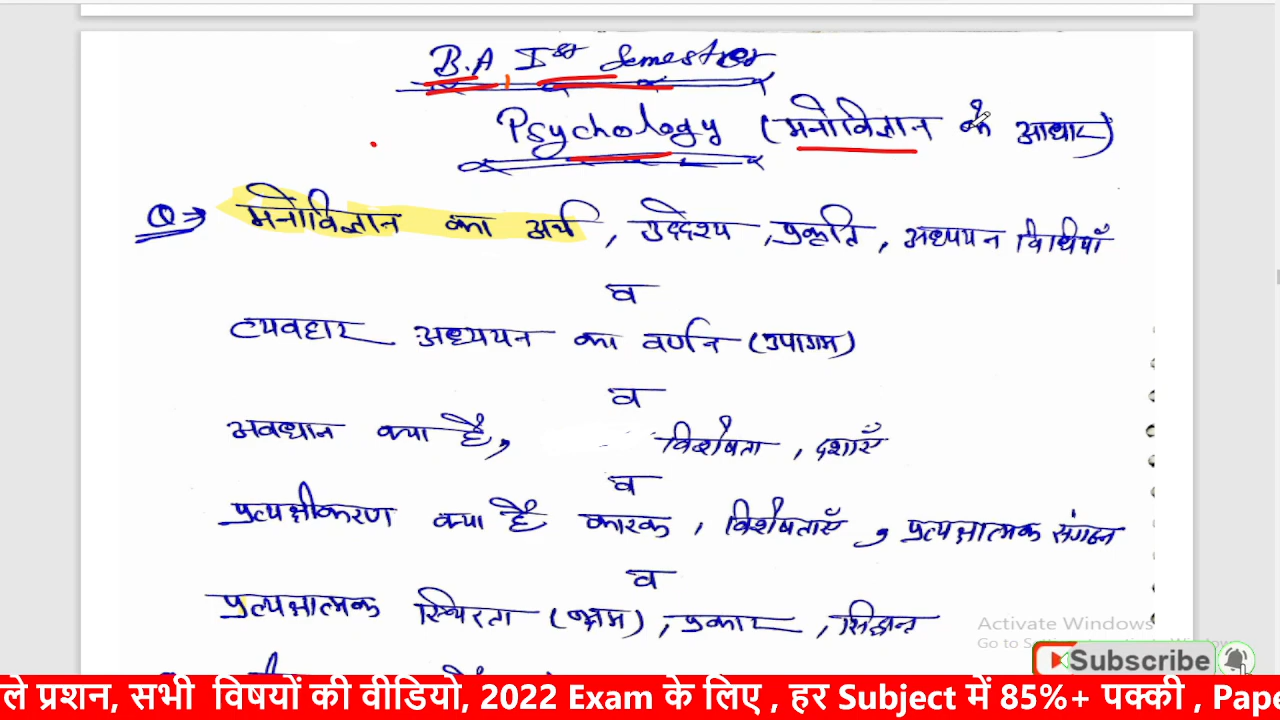 B.A Ist Semester
Psychology (मनोविज्ञान के आधार)
Q→ मनोविज्ञान का अर्थ, उद्देश्य, प्रकृति, अध्ययन विधियाँ
व
व्यवहार अध्ययन का वर्णन (उपागम)
व
अवधान क्या है, विशेषता, दशाएँ
व
प्रत्यक्षीकरण क्या है कारक, विशेषताएँ, प्रत्यक्षात्मक संगठन
व
प्रत्यक्षात्मक स्थिरता (भ्रम), प्रकार, सिद्धान्त
Activate Windows
Subscribe
ले प्रशन, सभी विषयों की वीडियो, 2022 Exam के लिए , हर Subject में 85%+ पक्की , Pape